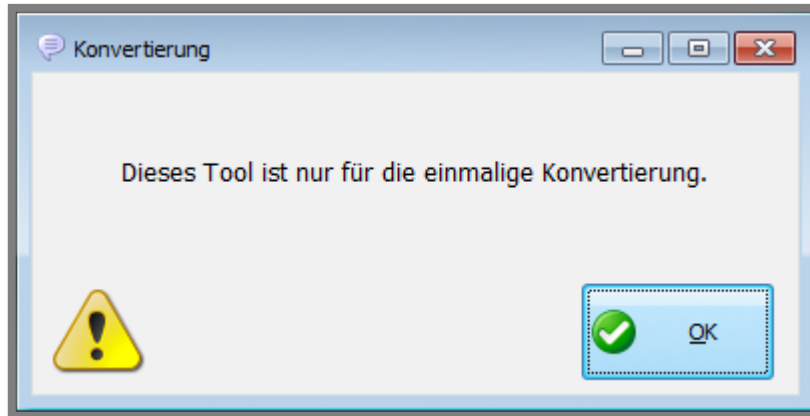 Konvertierung
Dieses Tool ist nur für die einmalige Konvertierung.
OK